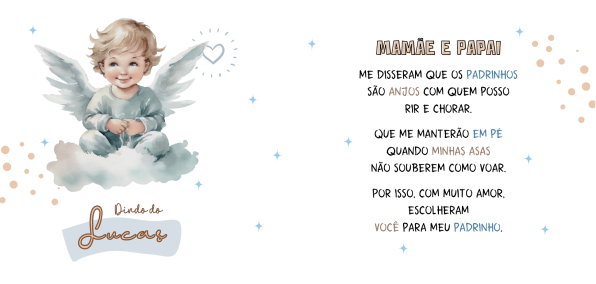 Dindo do
Lucas
MAMÃE E PAPAI
ME DISSERAM QUE OS PADRINHOS
SÃO ANJOS COM QUEM POSSO
RIR E CHORAR.
QUE ME MANTERÃO EM PÉ
QUANDO MINHAS ASAS
NÃO SOUBEREM COMO VOAR.
POR ISSO, COM MUITO AMOR,
ESCOLHERAM
VOCÊ PARA MEU PADRINHO.